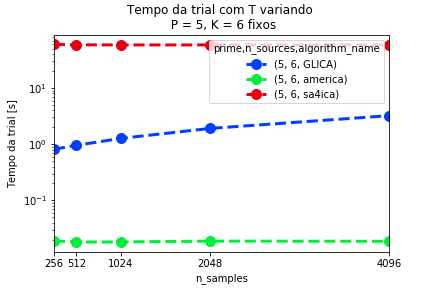 Tempo da trial com T variando
P = 5, K = 6 fixos
prime,n_sources,algorithm_name
(5, 6, GLICA)
(5, 6, america)
(5, 6, sa4ica)
Tempo da trial [s]
10¹
10⁰
10⁻¹
256 512 1024 2048 4096
n_samples